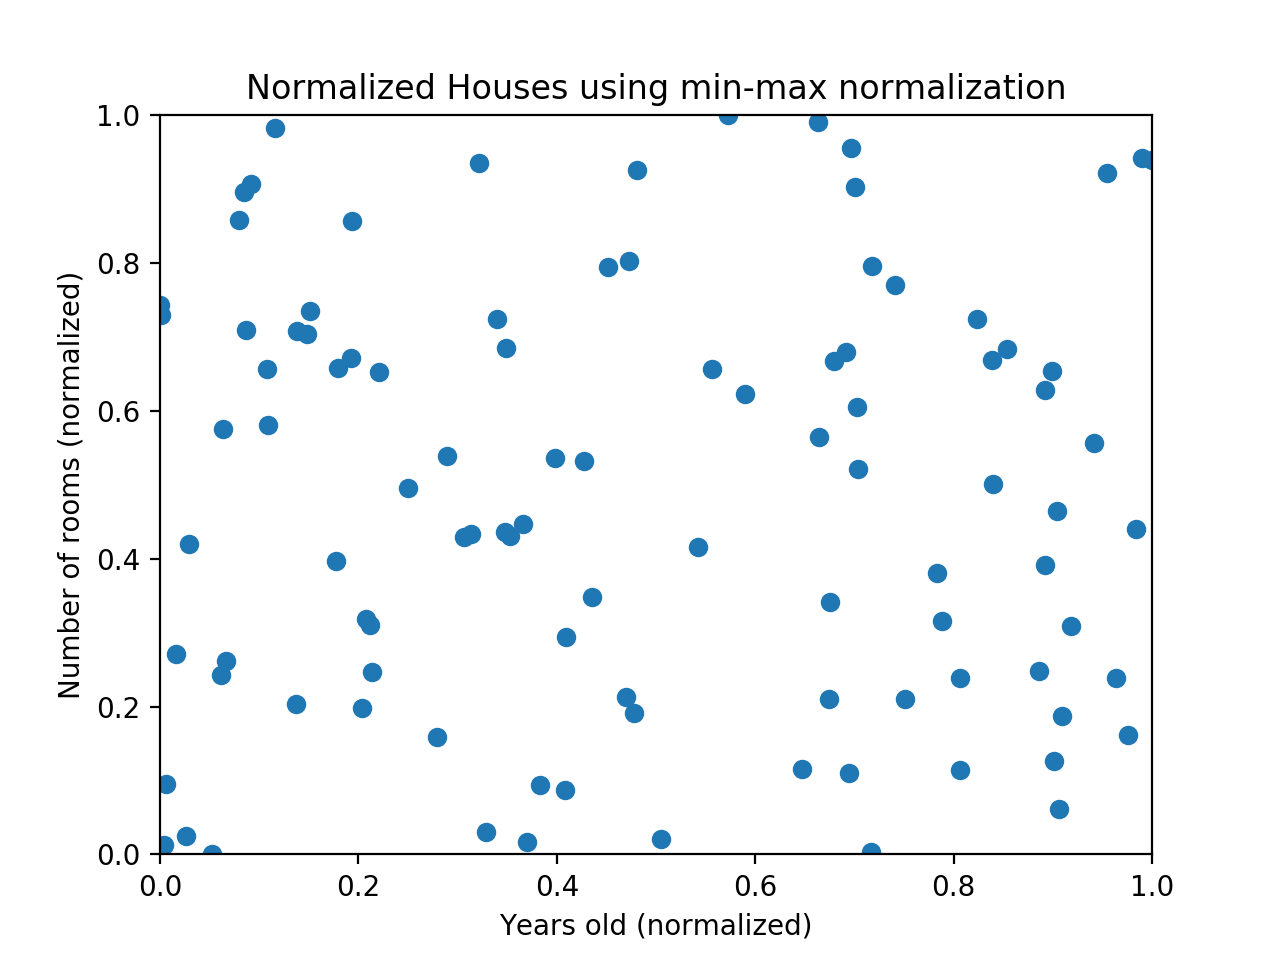 Normalized Houses using min-max normalization
1.0
0.8
0.6
0.4
0.2
0.0
Number of rooms (normalized)
0.0 0.2 0.4 0.6 0.8 1.0
Years old (normalized)